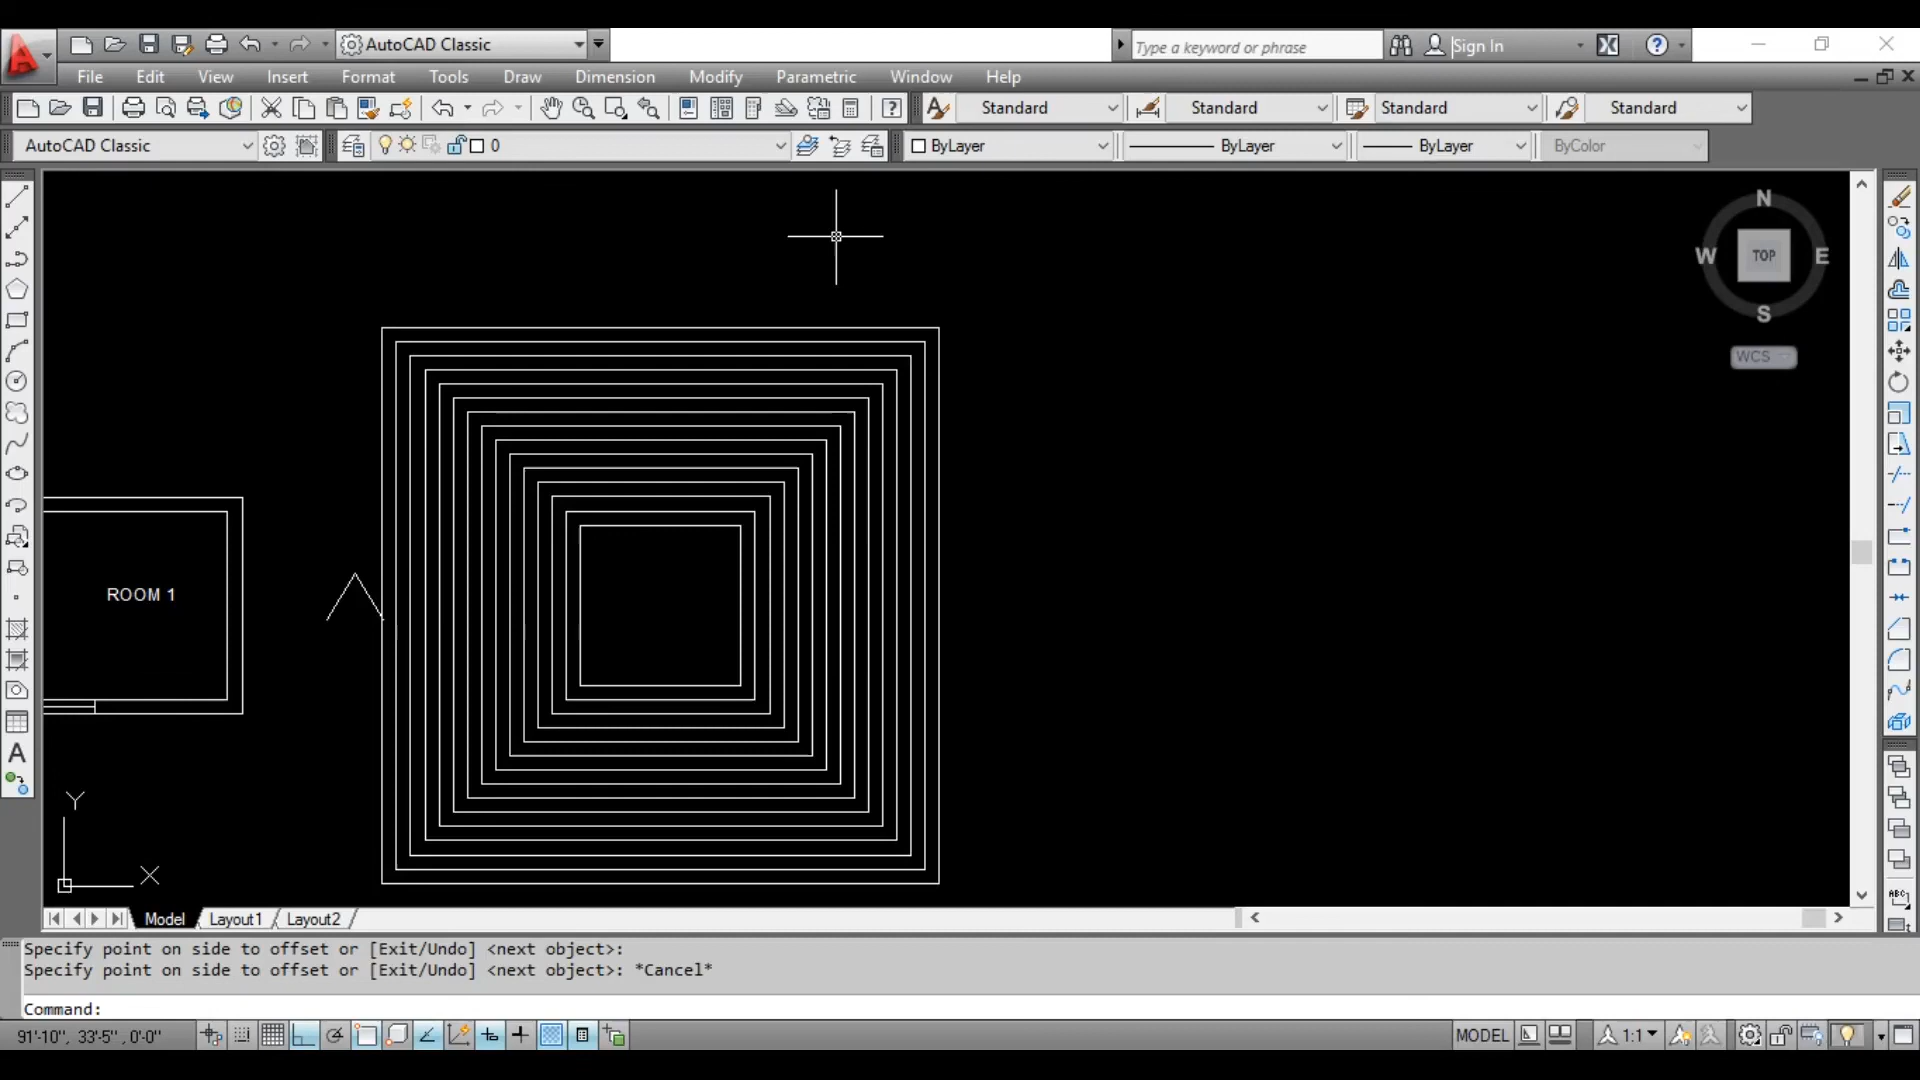 AutoCAD Classic
Type a keyword or phrase
Sign In
File Edit View Insert Format Tools Draw Dimension Modify Parametric Window Help
Standard Standard Standard Standard
AutoCAD Classic 0 ByLayer ByLayer ByLayer ByColor
N
W TOP E
S
WCS
ROOM 1
Y
X
A
ABC
Model Layout1 Layout2
Specify point on side to offset or [Exit/Undo] <next object>:
Specify point on side to offset or [Exit/Undo] <next object>: *Cancel*
Command:
91'-10", 33'-5" , 0'-0" MODEL 1:1